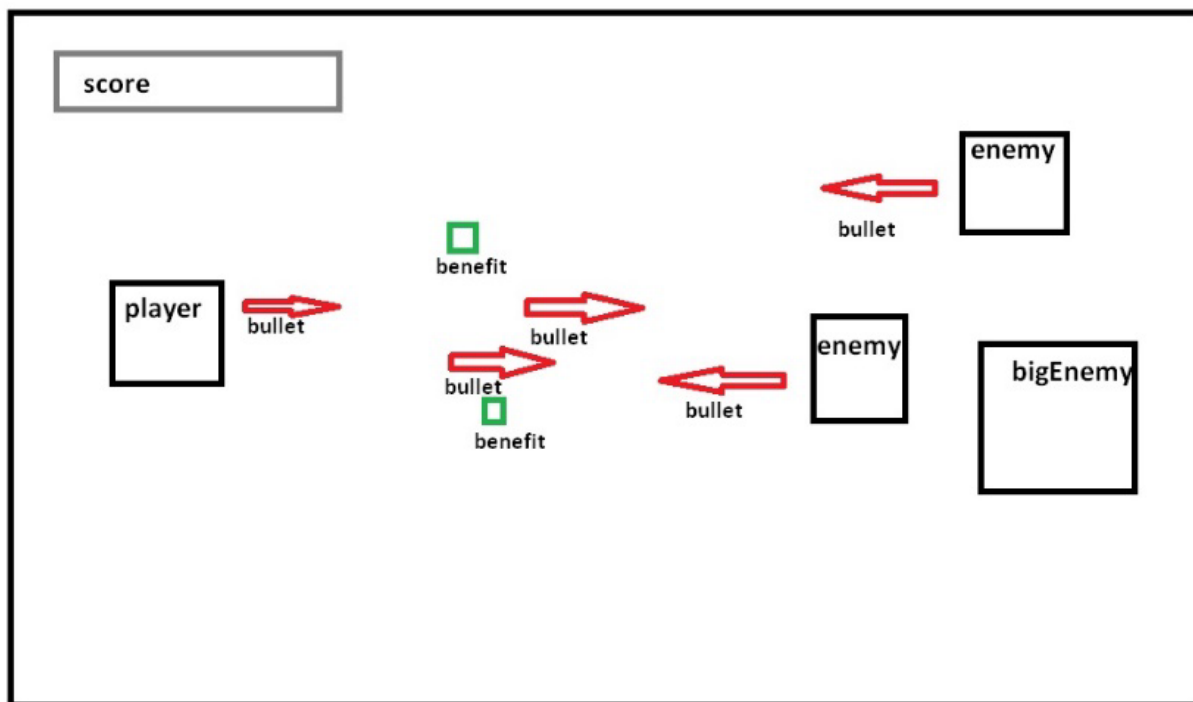 score
enemy
bullet
benefit
player
bullet
bullet
enemy
bigEnemy
bullet
bullet
benefit